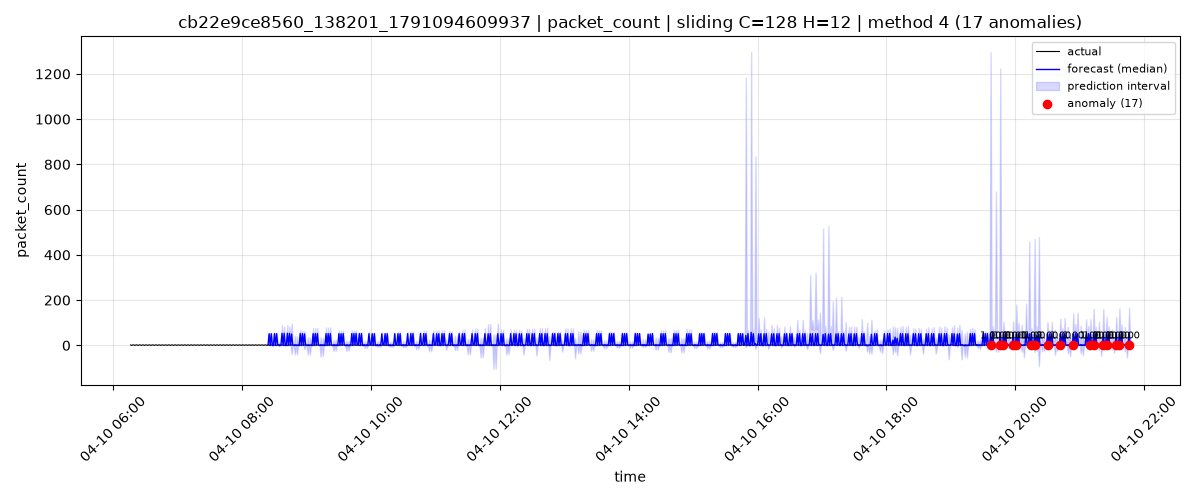 cb22e9ce8560_138201_1791094609937 | packet_count | sliding C=128 H=12 | method 4 (17 anomalies)
actual
forecast (median)
prediction interval
anomaly (17)
packet_count
1200
1000
800
600
400
200
0
04-10 06:00
04-10 08:00
04-10 10:00
04-10 12:00
04-10 14:00
04-10 16:00
04-10 18:00
04-10 20:00
04-10 22:00
time